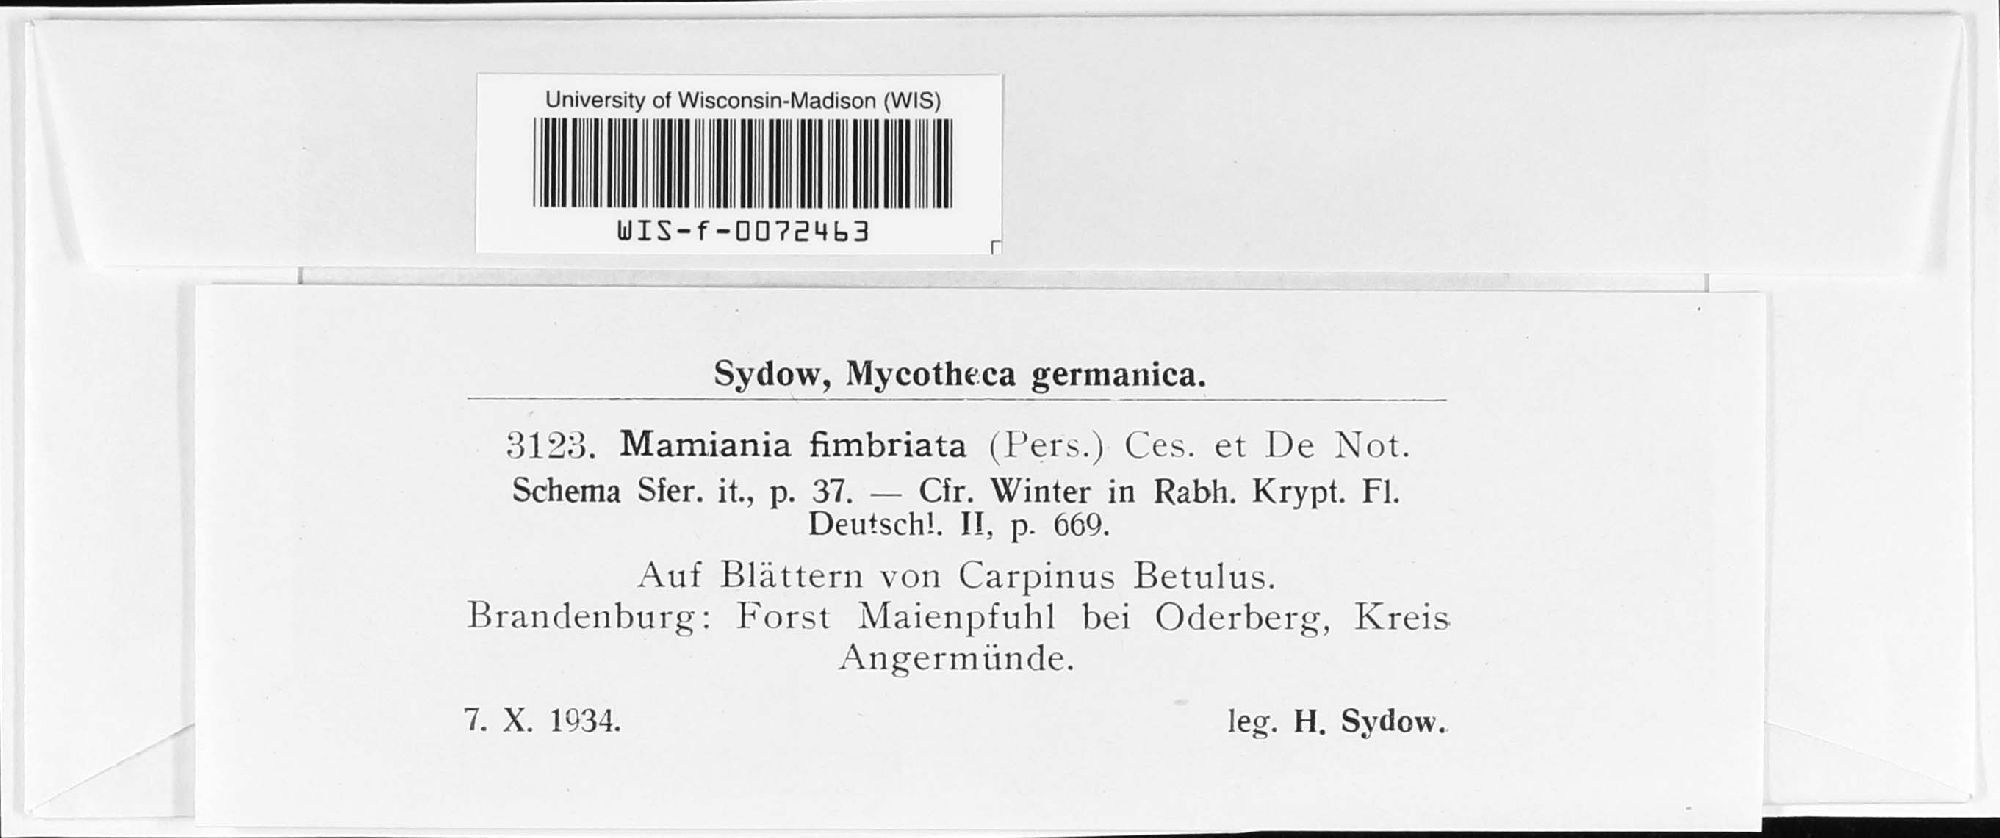 University of Wisconsin-Madison (WIS)
WIS-f-0072463
Sydow, Mycotheca germanica.
3123. Mamiania fimbriata (Pers.) Ces. et De Not.
Schema Sfer. it., p. 37. — Cfr. Winter in Rabh. Krypt. Fl.
Deutschl. II, p. 669.
Auf Blättern von Carpinus Betulus.
Brandenburg: Forst Maienpfuhl bei Oderberg, Kreis
Angermünde.
7. X. 1934. leg. H. Sydow.